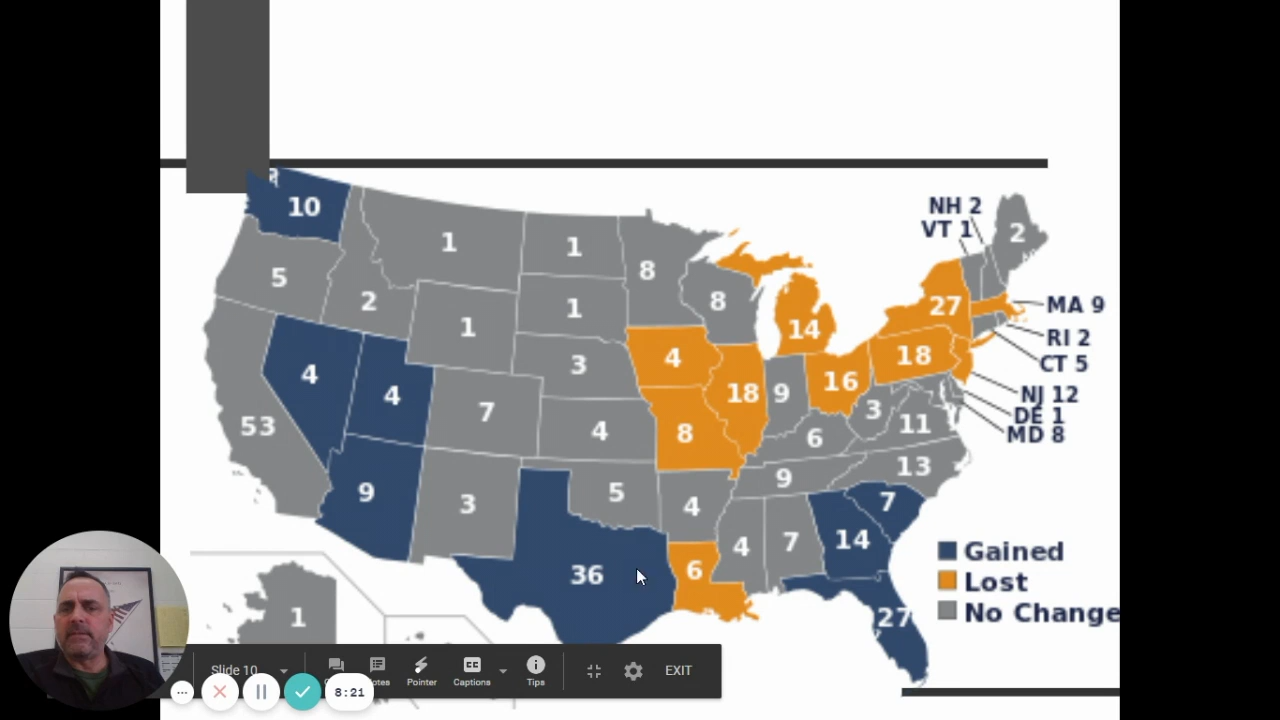 10
NH 2
VT 1
2
1
1
8
5
2
8
27
MA 9
1
1
14
RI 2
18
CT 5
4
4
3
4
16
NJ 12
18
9
7
3
DE 1
11
MD 8
53
4
8
6
13
9
9
3
5
4
7
4
7
14
Gained
36
6
Lost
1
27
No Change
Slide 10
otes
Pointer
CC
Captions
Tips
EXIT
8:21